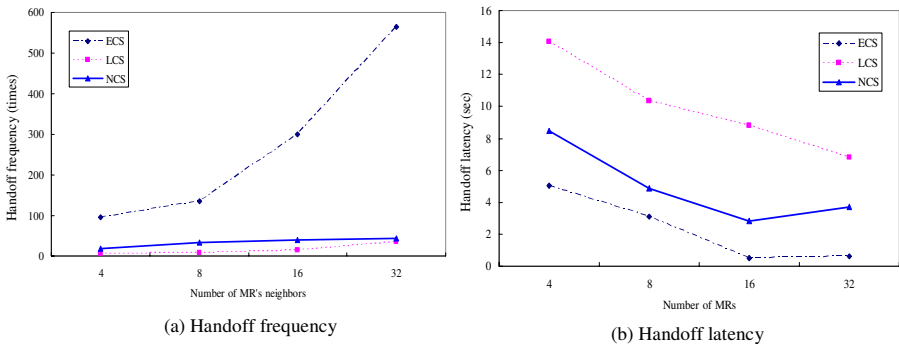 600
500
400
300
200
100
0
Handoff frequency (times)
ECS
LCS
NCS
4 8 16 32
Number of MR's neighbors
(a) Handoff frequency
16
14
12
10
8
6
4
2
0
Handoff latency (sec)
ECS
LCS
NCS
4 8 16 32
Number of MRs
(b) Handoff latency